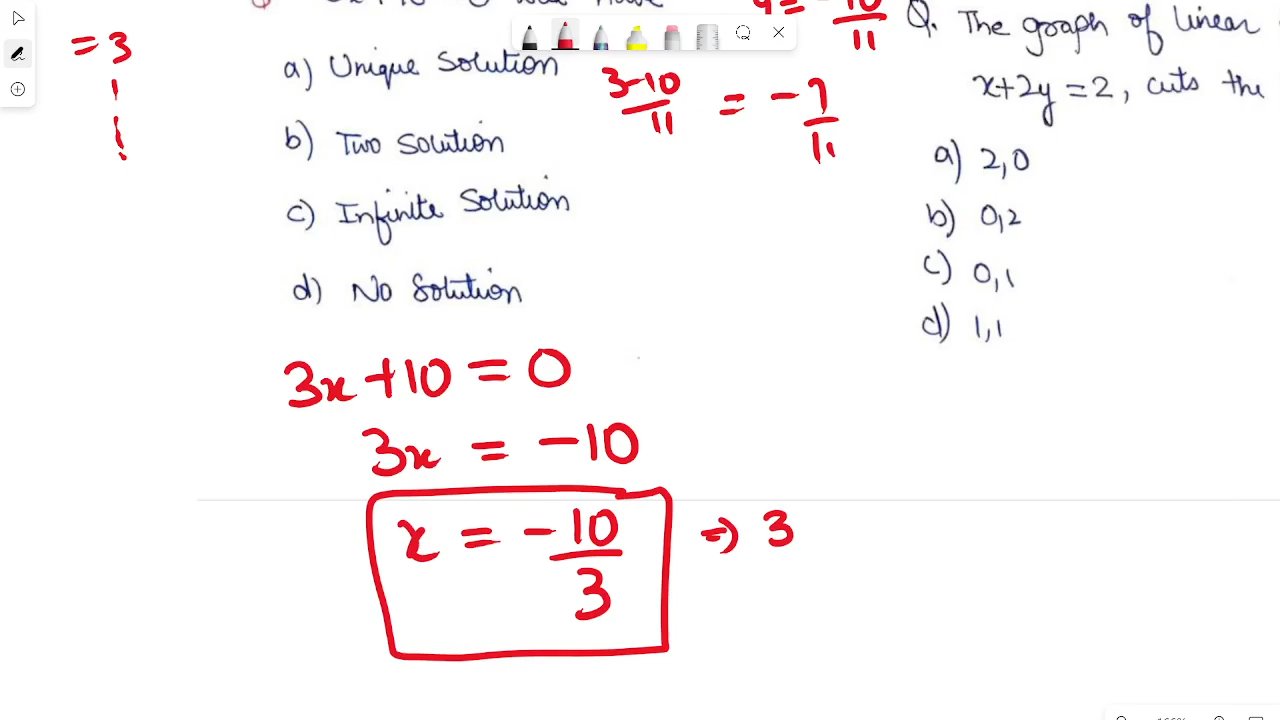 = 3
a) Unique Solution
b) Two Solution
c) Infinite Solution
d) No Solution
3-10/11 = -7/11
-10/11
3x+10 = 0
3x = -10
x = -10/3 => 3
Q. The graph of linear
x+2y=2, cuts the
a) 2,0
b) 0,2
c) 0,1
d) 1,1